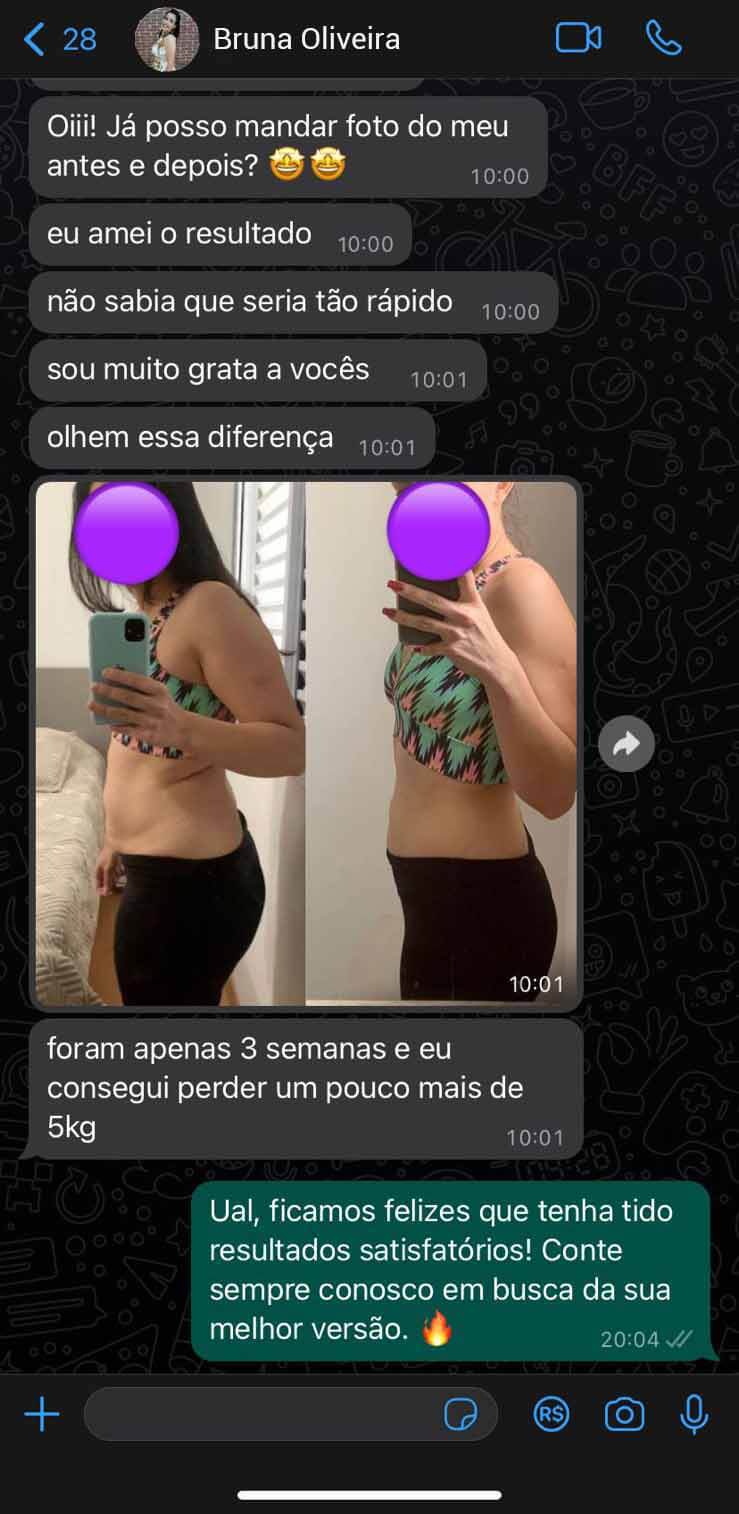 28
Bruna Oliveira
Oiii! Já posso mandar foto do meu
antes e depois? 🤩🤩
10:00
eu amei o resultado
10:00
não sabia que seria tão rápido
10:00
sou muito grata a vocês
10:01
olhem essa diferença
10:01
10:01
foram apenas 3 semanas e eu
consegui perder um pouco mais de
5kg
10:01
Ual, ficamos felizes que tenha tido
resultados satisfatórios! Conte
sempre conosco em busca da sua
melhor versão. 🔥
20:04
R$